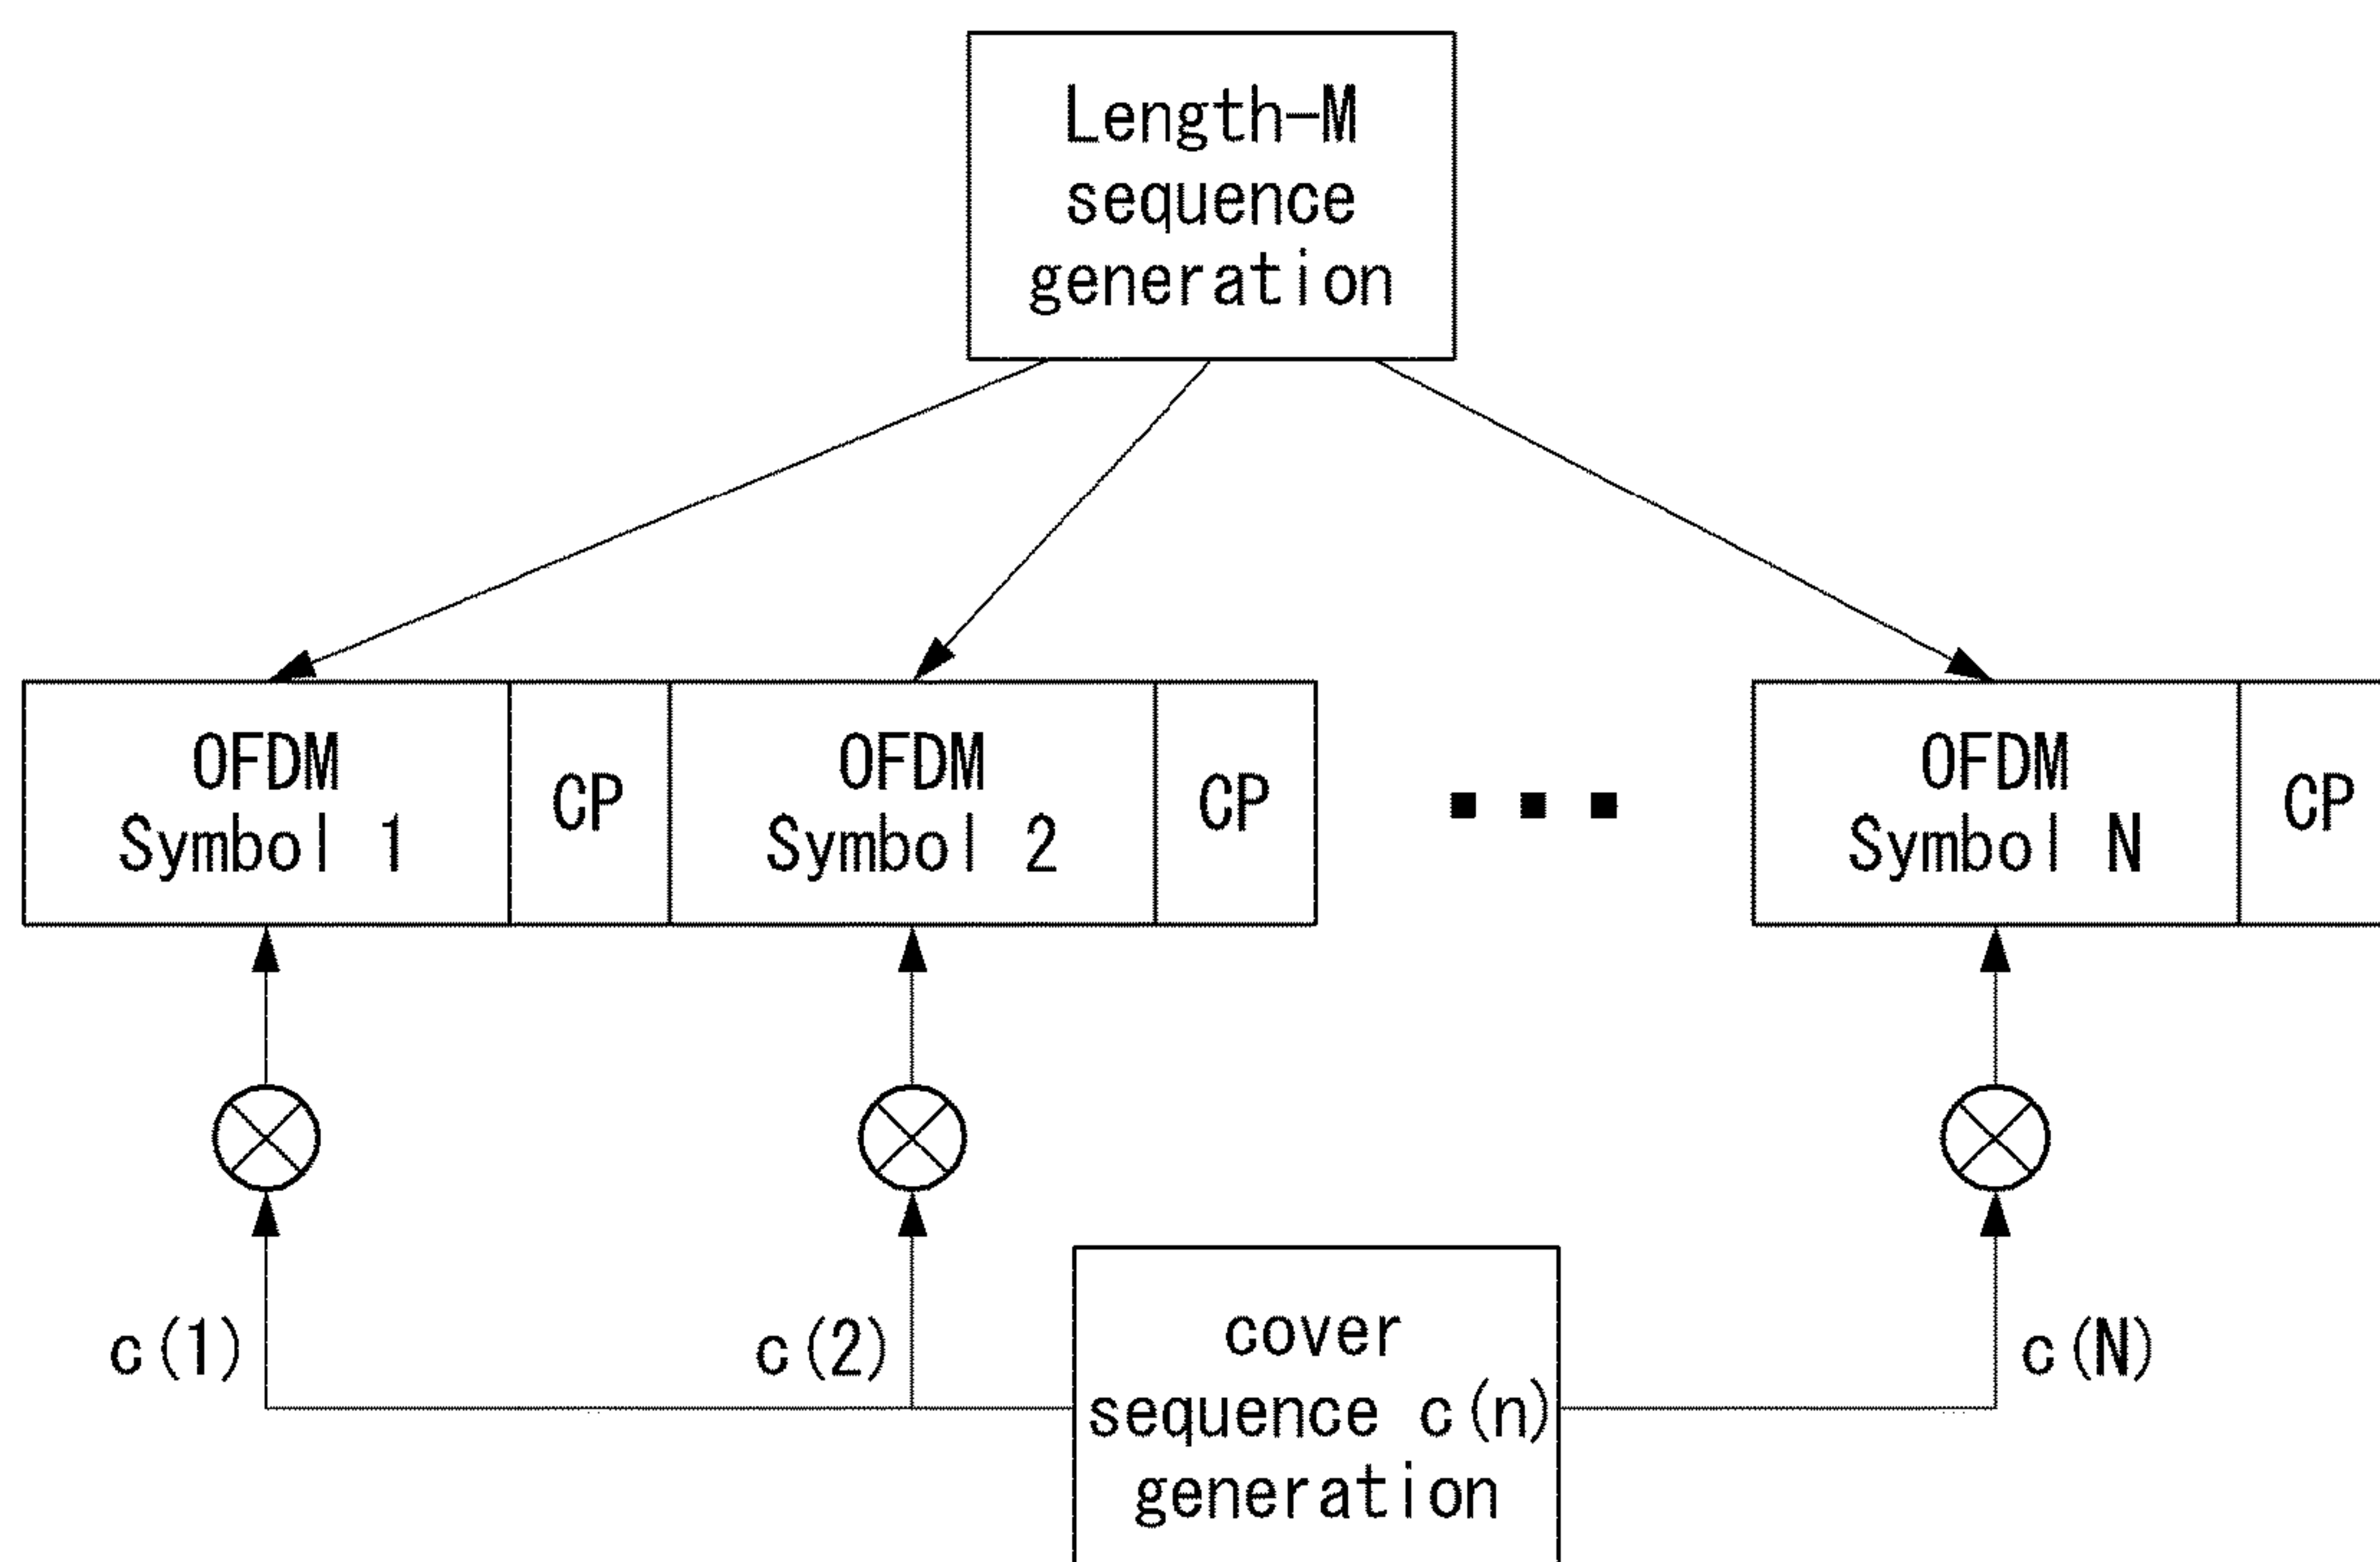 Length-M
sequence
generation
OFDM
Symbol 1
CP
OFDM
Symbol 2
CP
OFDM
Symbol N
CP
c(1)
c(2)
cover
sequence c(n)
generation
c(N)